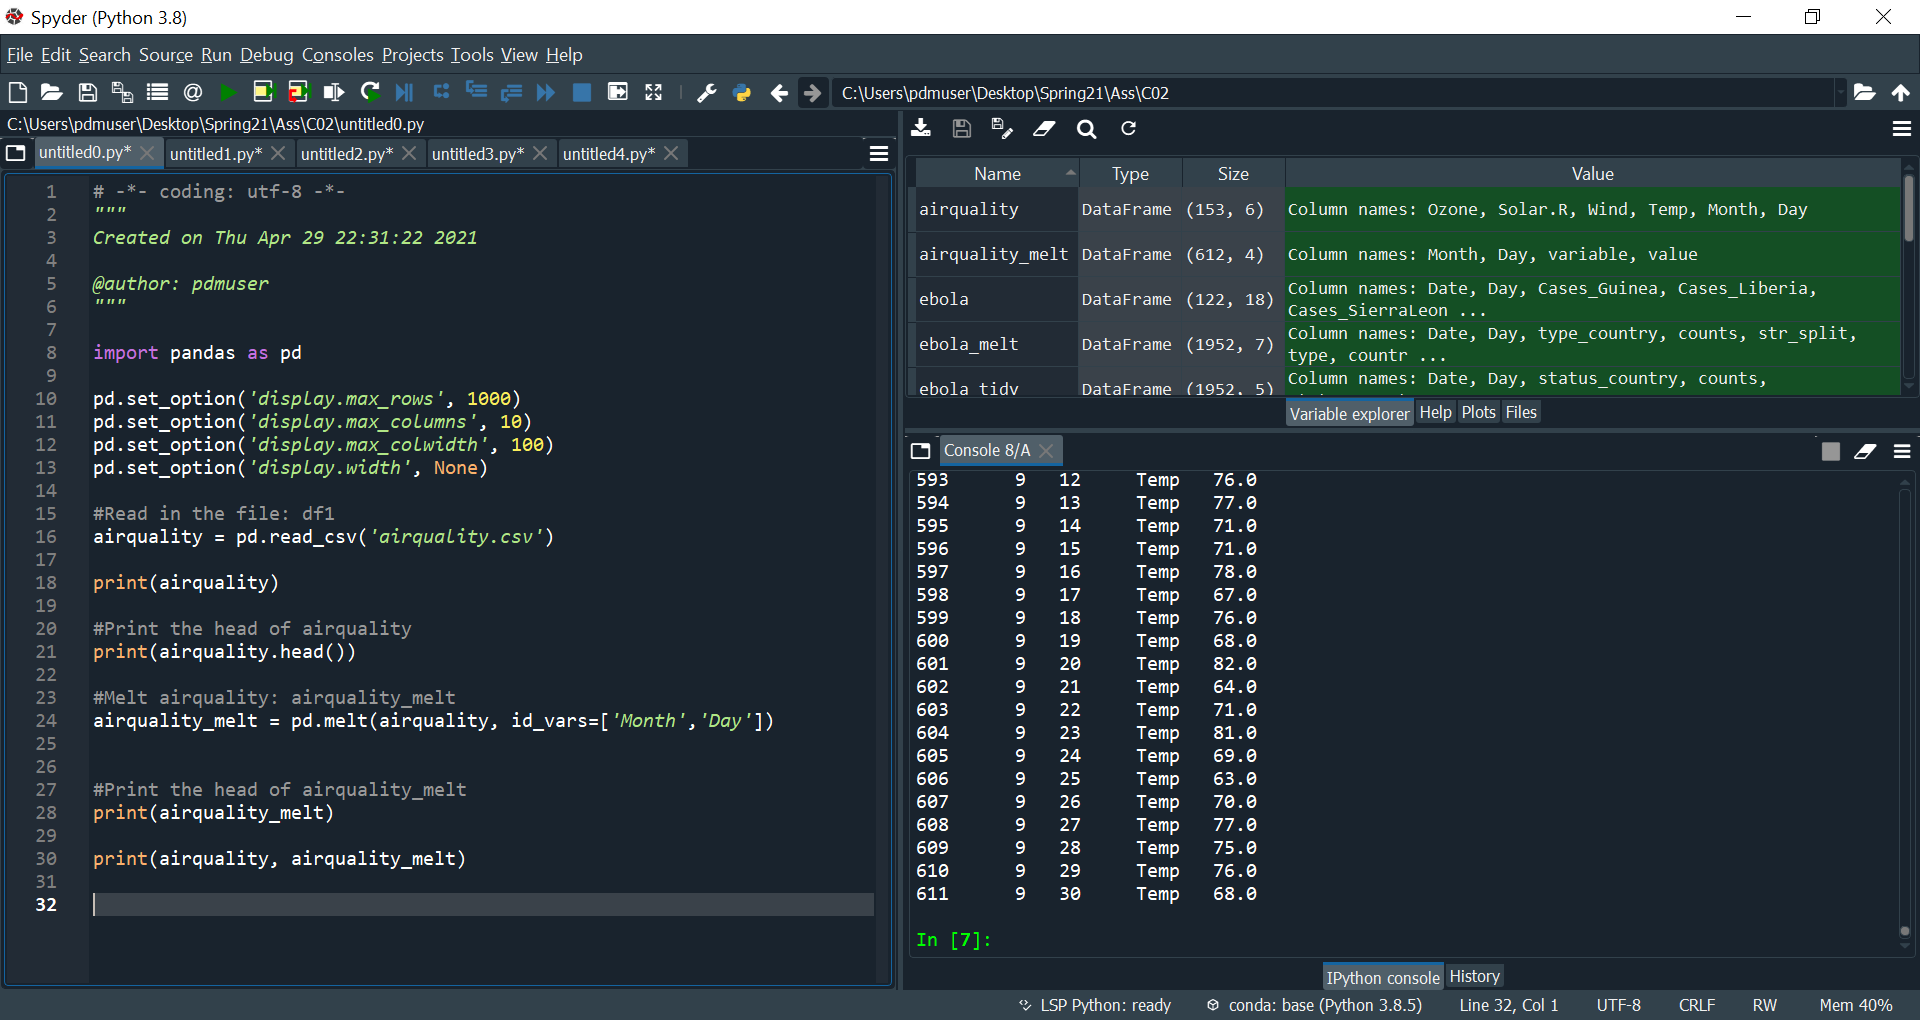 Spyder (Python 3.8)
File Edit Search Source Run Debug Consoles Projects Tools View Help
C:\Users\pdmuser\Desktop\Spring21\Ass\C02
C:\Users\pdmuser\Desktop\Spring21\Ass\C02\untitled0.py
untitled0.py* untitled1.py* untitled2.py* untitled3.py* untitled4.py*
1 # -*- coding: utf-8 -*-
2 """
3 Created on Thu Apr 29 22:31:22 2021
4
5 @author: pdmuser
6 """
7
8 import pandas as pd
9
10 pd.set_option('display.max_rows', 1000)
11 pd.set_option('display.max_columns', 10)
12 pd.set_option('display.max_colwidth', 100)
13 pd.set_option('display.width', None)
14
15 #Read in the file: df1
16 airquality = pd.read_csv('airquality.csv')
17
18 print(airquality)
19
20 #Print the head of airquality
21 print(airquality.head())
22
23 #Melt airquality: airquality_melt
24 airquality_melt = pd.melt(airquality, id_vars=['Month','Day'])
25
26
27 #Print the head of airquality_melt
28 print(airquality_melt)
29
30 print(airquality, airquality_melt)
31
32
Name Type Size Value
airquality DataFrame (153, 6) Column names: Ozone, Solar.R, Wind, Temp, Month, Day
airquality_melt DataFrame (612, 4) Column names: Month, Day, variable, value
ebola DataFrame (122, 18) Column names: Date, Day, Cases_Guinea, Cases_Liberia,
Cases_SierraLeon ...
ebola_melt DataFrame (1952, 7) Column names: Date, Day, type_country, counts, str_split,
type, countr ...
ebola_tidy DataFrame (1952, 5) Column names: Date, Day, status_country, counts,
Variable explorer Help Plots Files
Console 8/A
593 9 12 Temp 76.0
594 9 13 Temp 77.0
595 9 14 Temp 71.0
596 9 15 Temp 71.0
597 9 16 Temp 78.0
598 9 17 Temp 67.0
599 9 18 Temp 76.0
600 9 19 Temp 68.0
601 9 20 Temp 82.0
602 9 21 Temp 64.0
603 9 22 Temp 71.0
604 9 23 Temp 81.0
605 9 24 Temp 69.0
606 9 25 Temp 63.0
607 9 26 Temp 70.0
608 9 27 Temp 77.0
609 9 28 Temp 75.0
610 9 29 Temp 76.0
611 9 30 Temp 68.0
In [7]:
IPython console History
LSP Python: ready conda: base (Python 3.8.5) Line 32, Col 1 UTF-8 CRLF RW Mem 40%